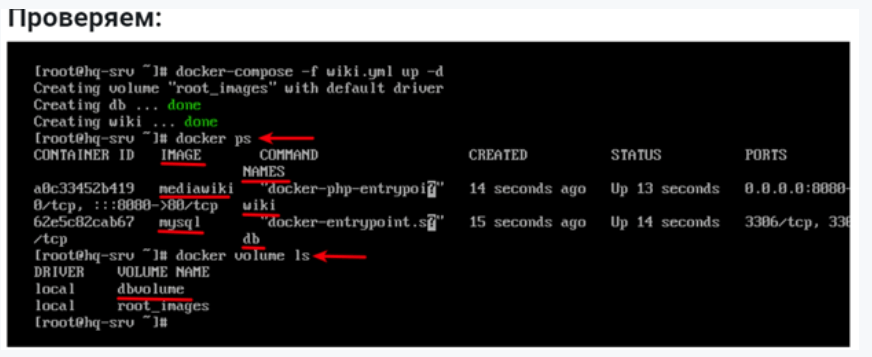 Проверяем:
[root@hq-srv ~]# docker-compose -f wiki.yml up -d
Creating volume "root_images" with default driver
Creating db ... done
Creating wiki ... done
[root@hq-srv ~]# docker ps
CONTAINER ID   IMAGE       COMMAND                  CREATED          STATUS          PORTS
NAMES
a0c33452b419   mediawiki   "docker-php-entrypoi?"   14 seconds ago   Up 13 seconds   0.0.0.0:8080-
0/tcp, :::8080->80/tcp   wiki
62e5c82cab67   mysql       "docker-entrypoint.s?"   15 seconds ago   Up 14 seconds   3306/tcp, 330
/tcp                     db
[root@hq-srv ~]# docker volume ls
DRIVER    VOLUME NAME
local     dbvolume
local     root_images
[root@hq-srv ~]#